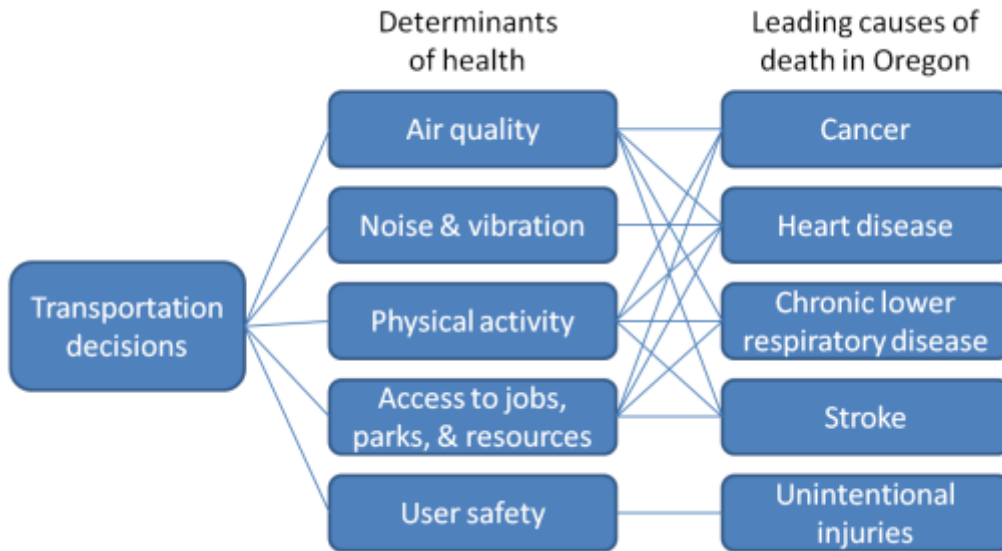 Determinants
of health
Leading causes of
death in Oregon
Transportation
decisions
Air quality
Noise & vibration
Physical activity
Access to jobs,
parks, & resources
User safety
Cancer
Heart disease
Chronic lower
respiratory disease
Stroke
Unintentional
injuries